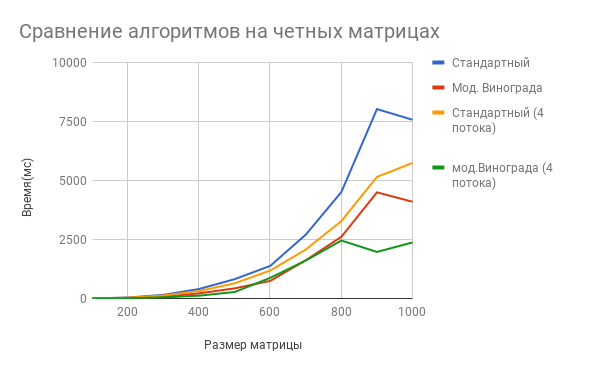 Сравнение алгоритмов на четных матрицах
10000
7500
5000
2500
0
Время(мс)
200
400
600
800
1000
Размер матрицы
Стандартный
Мод. Винограда
Стандартный (4
потока)
мод.Винограда (4
потока)